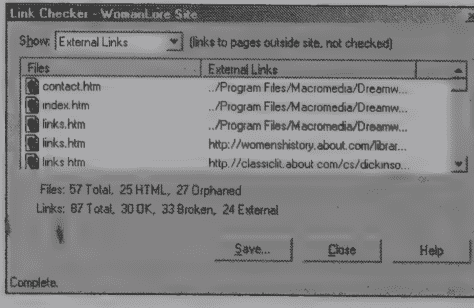 Link Checker - WomanLore Site
Show: External Links (links to pages outside site, not checked)
Files External Links
contact.htm ../Program Files/Macromedia/Dreamw...
index.htm ../Program Files/Macromedia/Dreamw...
links.htm ../Program Files/Macromedia/Dreamw...
links.htm http://womenshistory.about.com/librar...
links.htm http://classiclit.about.com/cs/dickinso...
Files: 57 Total, 25 HTML, 27 Orphaned
Links: 87 Total, 30 OK, 33 Broken, 24 External
Save... Close Help
Complete.